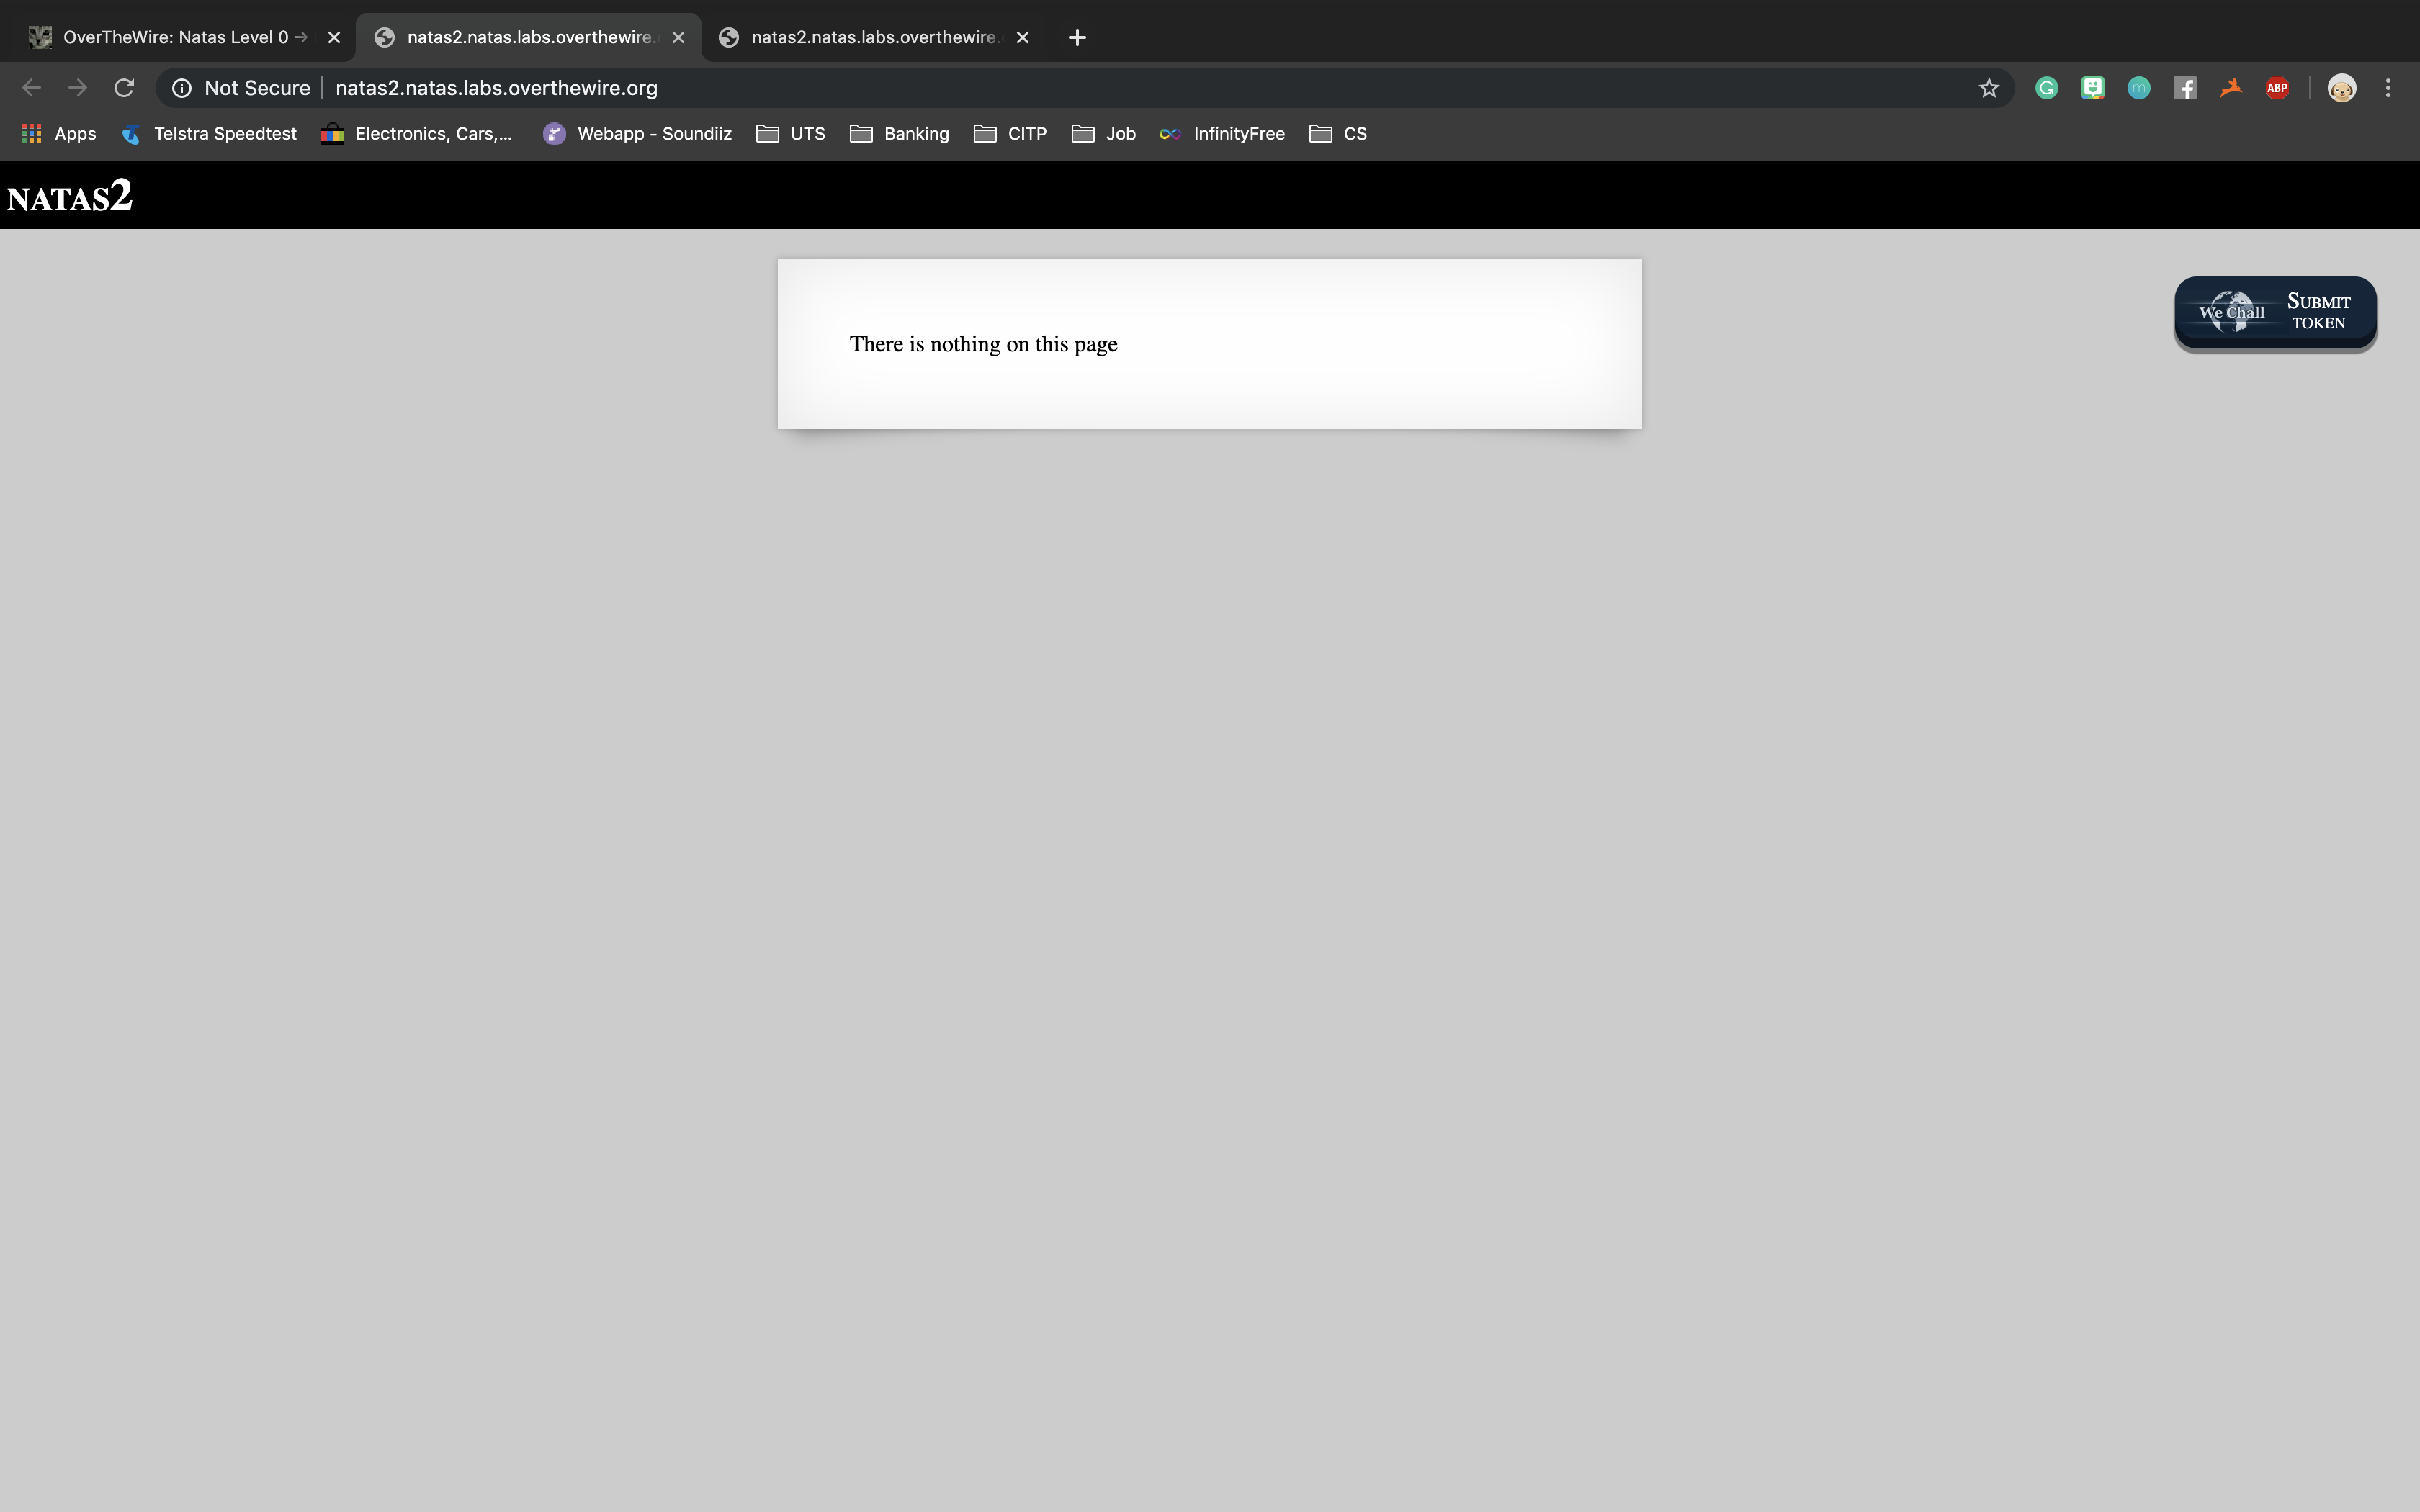 OverTheWire: Natas Level 0 →
natas2.natas.labs.overthewire.
natas2.natas.labs.overthewire.
Not Secure
natas2.natas.labs.overthewire.org
ABP
Apps
Telstra Speedtest
Electronics, Cars,...
Webapp - Soundiiz
UTS
Banking
CITP
Job
InfinityFree
CS
NATAS2
There is nothing on this page
We Chall
SUBMIT
TOKEN